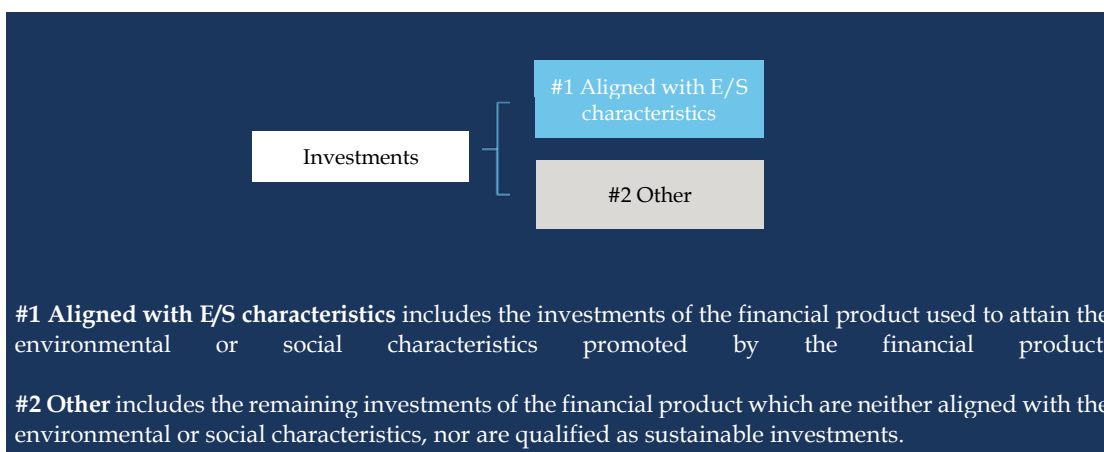 #1 Aligned with E/S
characteristics
Investments
#2 Other
#1 Aligned with E/S characteristics includes the investments of the financial product used to attain the
environmental or social characteristics promoted by the financial product
#2 Other includes the remaining investments of the financial product which are neither aligned with the
environmental or social characteristics, nor are qualified as sustainable investments.